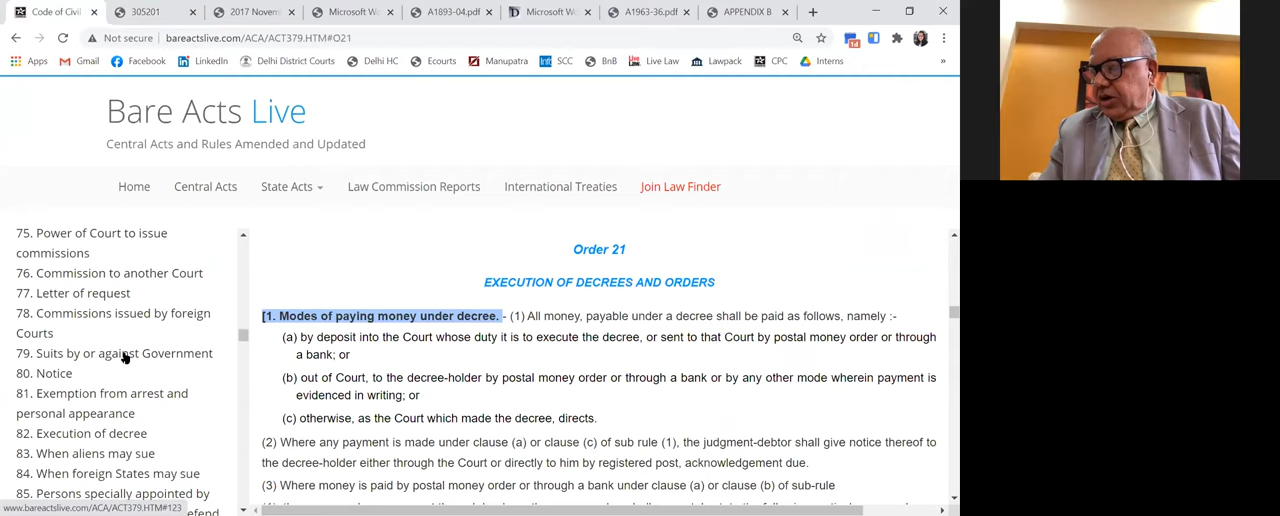 Code of Civil
305201
2017 Novem
Microsoft Wo
A1893-04.pdf
Microsoft Wo
A1963-36.pdf
APPENDIX B
Not secure
bareactslive.com/ACA/ACT379.HTM#O21
Apps
Gmail
Facebook
LinkedIn
Delhi District Courts
Delhi HC
Ecourts
Manupatra
SCC
BnB
Live Law
Lawpack
CPC
Interns
»
Bare Acts Live
Central Acts and Rules Amended and Updated
Home
Central Acts
State Acts
Law Commission Reports
International Treaties
Join Law Finder
75. Power of Court to issue
commissions
76. Commission to another Court
77. Letter of request
78. Commissions issued by foreign
Courts
79. Suits by or against Government
80. Notice
81. Exemption from arrest and
personal appearance
82. Execution of decree
83. When aliens may sue
84. When foreign States may sue
85. Persons specially appointed by
efend
www.bareactslive.com/ACA/ACT379.HTM#123
Order 21
EXECUTION OF DECREES AND ORDERS
[1. Modes of paying money under decree. - (1) All money, payable under a decree shall be paid as follows, namely :-
(a) by deposit into the Court whose duty it is to execute the decree, or sent to that Court by postal money order or through
a bank; or
(b) out of Court, to the decree-holder by postal money order or through a bank or by any other mode wherein payment is
evidenced in writing; or
(c) otherwise, as the Court which made the decree, directs.
(2) Where any payment is made under clause (a) or clause (c) of sub rule (1), the judgment-debtor shall give notice thereof to
the decree-holder either through the Court or directly to him by registered post, acknowledgement due.
(3) Where money is paid by postal money order or through a bank under clause (a) or clause (b) of sub-rule